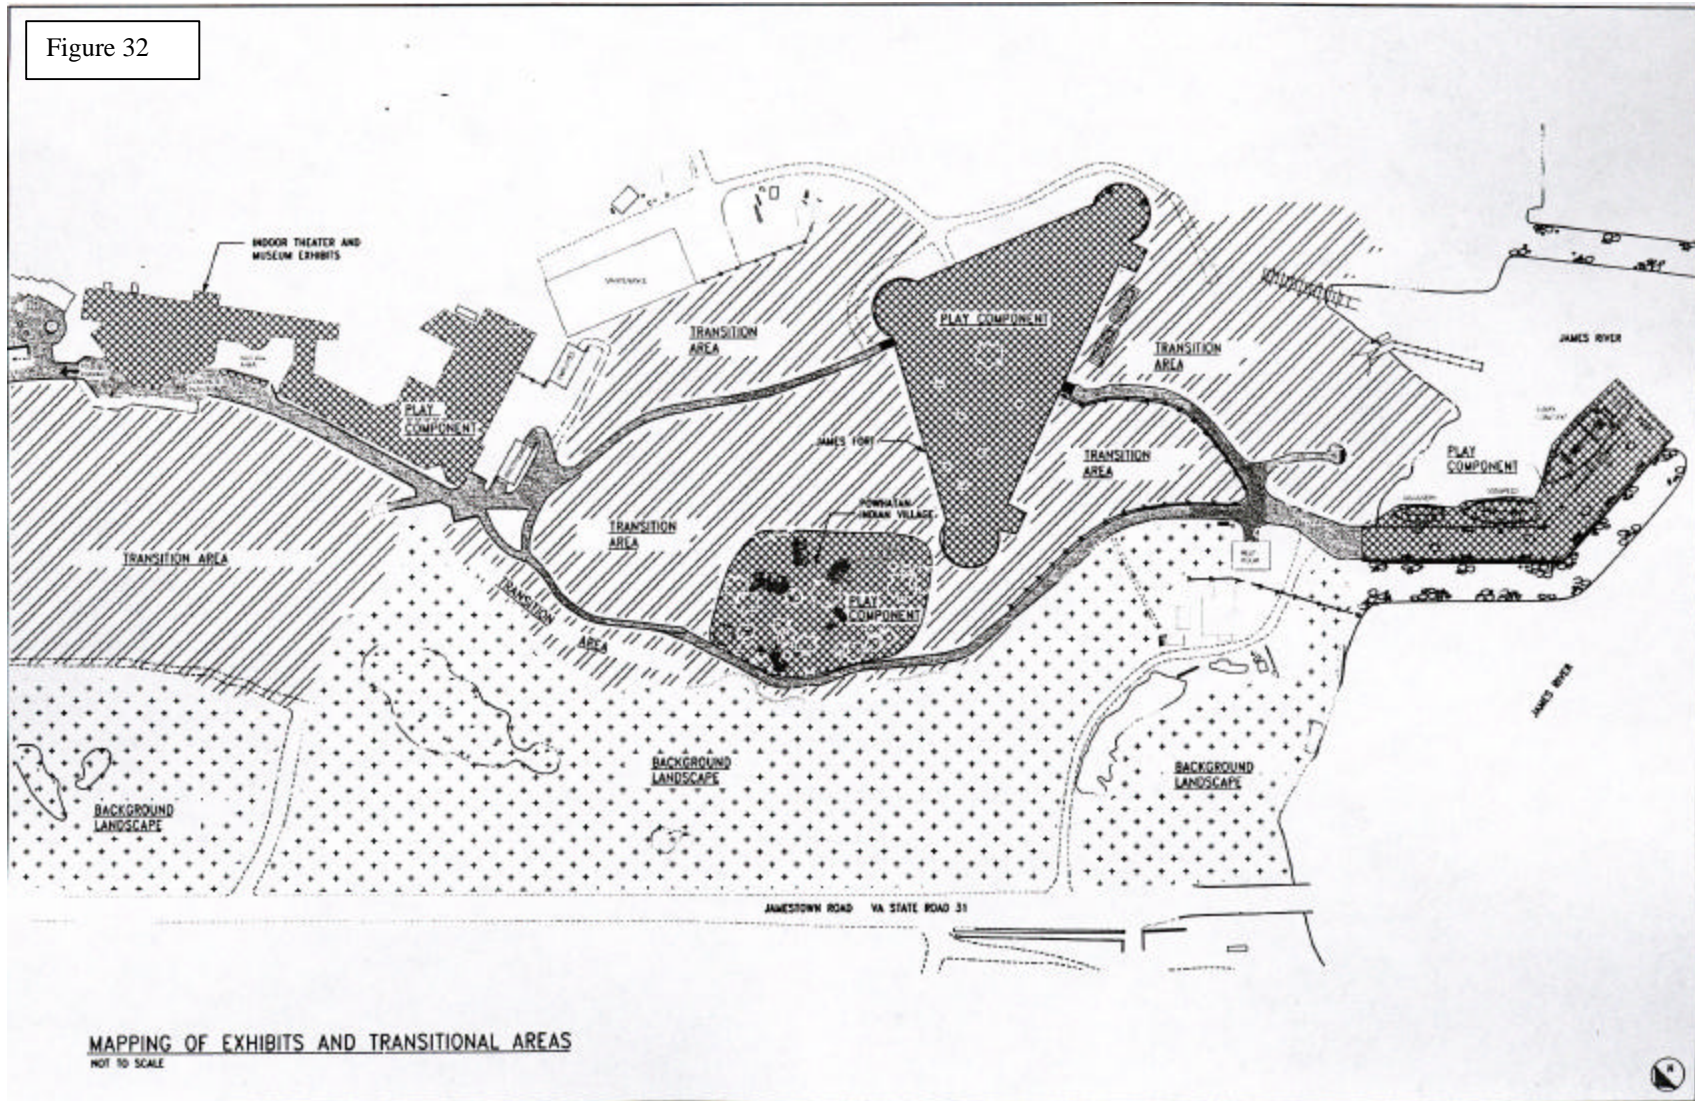 Figure 32
INDOOR THEATER AND
MUSEUM EXHIBITS
TRANSITION
AREA
PLAY COMPONENT
TRANSITION
AREA
JAMES RIVER
PLAY
COMPONENT
JAMES FORT
TRANSITION
AREA
PLAY
COMPONENT
POWHATAN
INDIAN VILLAGE
TRANSITION
AREA
TRANSITION AREA
REST
ROOM
TRANSITION
AREA
PLAY
COMPONENT
JAMES RIVER
BACKGROUND
LANDSCAPE
BACKGROUND
LANDSCAPE
BACKGROUND
LANDSCAPE
JAMESTOWN ROAD VA STATE ROAD 31
MAPPING OF EXHIBITS AND TRANSITIONAL AREAS
NOT TO SCALE
N